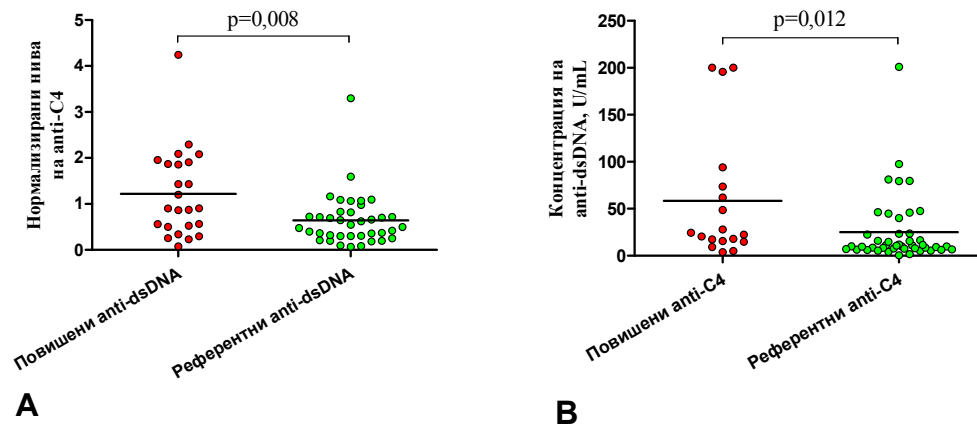 p=0,008
Нормализирани нива
на anti-C4
5
4
3
2
1
0
Повишени anti-dsDNA
Референтни anti-dsDNA
A
p=0,012
Концентрация на
anti-dsDNA, U/mL
250
200
150
100
50
0
Повишени anti-C4
Референтни anti-C4
B